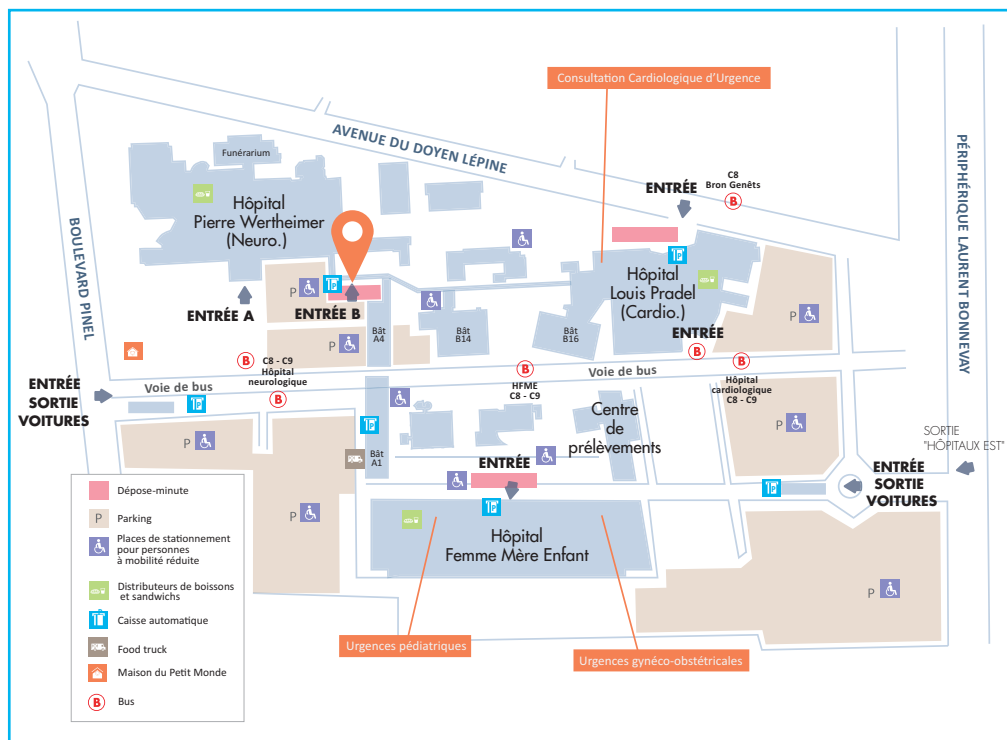 Consultation Cardiologique d'Urgence
AVENUE DU DOYEN LÉPINE
PÉRIPHÉRIQUE LAURENT BONNEVAY
BOULEVARD PINEL
Funérarium
C8
Bron Genêts
B
ENTRÉE
Hôpital
Pierre Wertheimer
(Neuro.)
Hôpital
Louis Pradel
(Cardio.)
P
P
ENTRÉE A
ENTRÉE B
P
Bât
A4
Bât
B14
Bât
B16
ENTRÉE
B
B
C8 - C9
Hôpital
neurologique
B
B
B
HFME
C8 - C9
Voie de bus
Voie de bus
Hôpital
cardiologique
C8 - C9
ENTRÉE
SORTIE
VOITURES
Centre
de
prélèvements
P
P
Bât
A1
ENTRÉE
SORTIE
"HÔPITAUX EST"
ENTRÉE
SORTIE
VOITURES
P
Hôpital
Femme Mère Enfant
P
Urgences pédiatriques
Urgences gynéco-obstétricales
Dépose-minute
P
Parking
Places de stationnement
pour personnes
à mobilité réduite
Distributeurs de boissons
et sandwichs
Caisse automatique
Food truck
Maison du Petit Monde
B
Bus